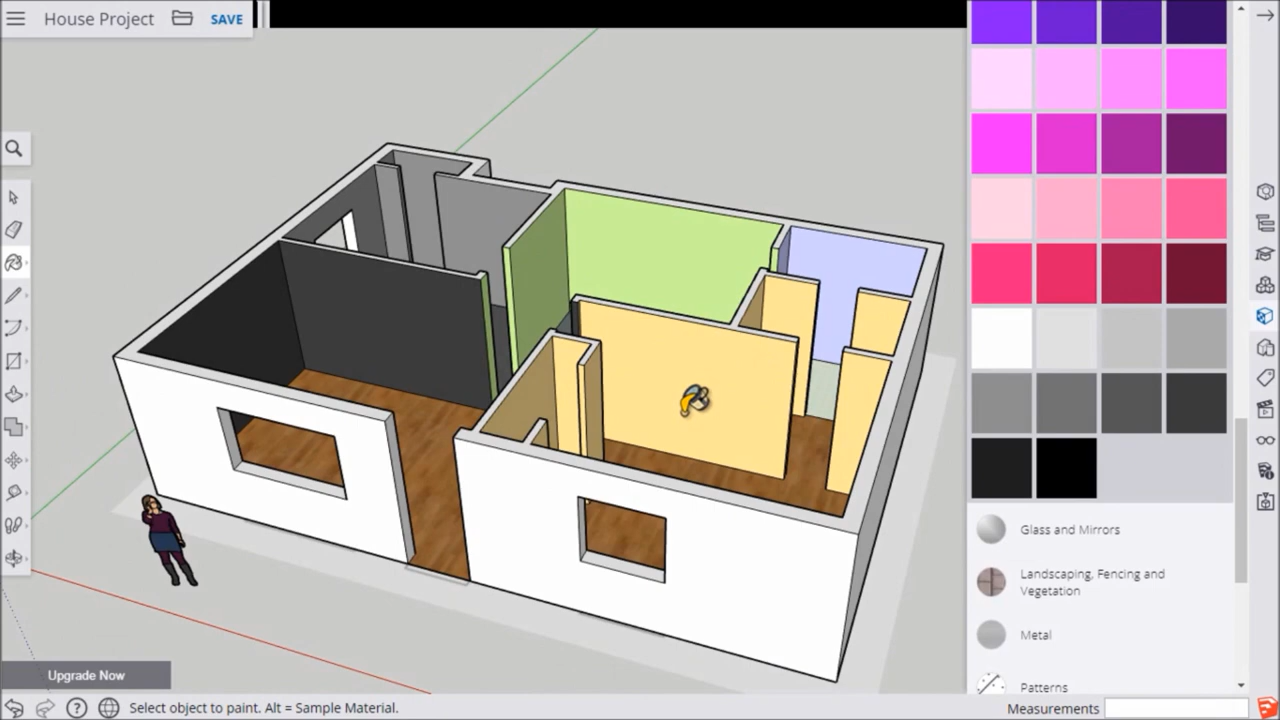 House Project
SAVE
Glass and Mirrors
Landscaping, Fencing and
Vegetation
Metal
Patterns
Upgrade Now
Select object to paint. Alt = Sample Material.
Measurements